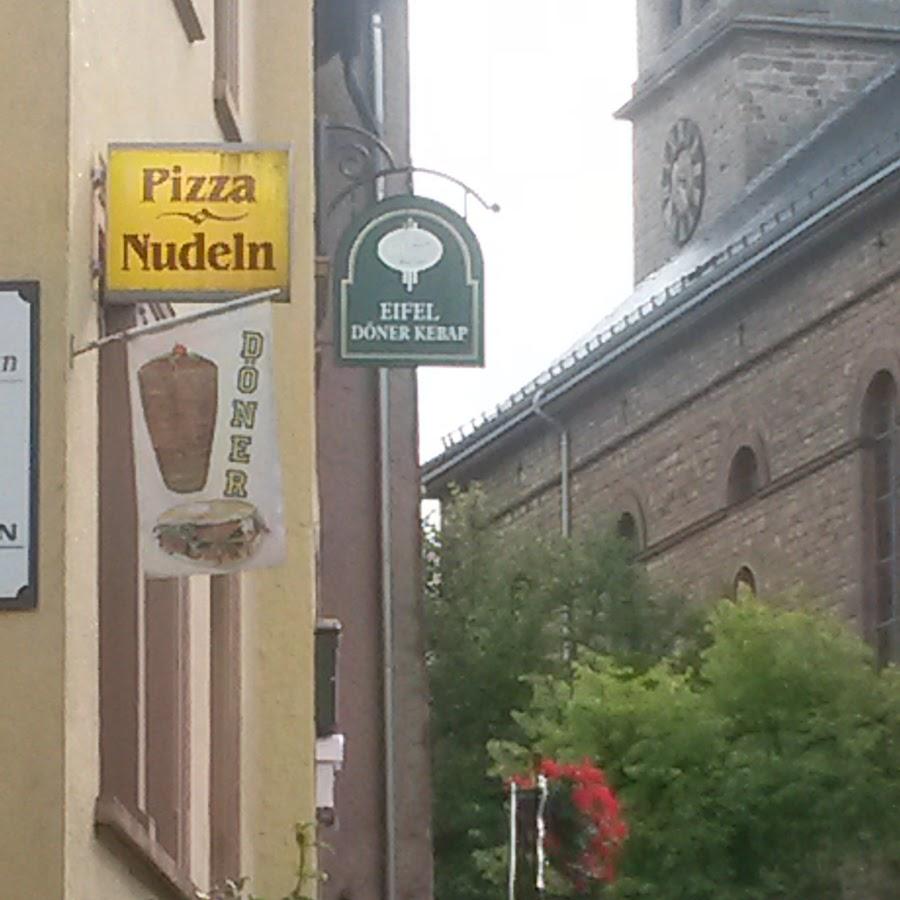 Pizza
Nudeln
EIFEL
DÖNER KEBAP
DÖNER
n
N